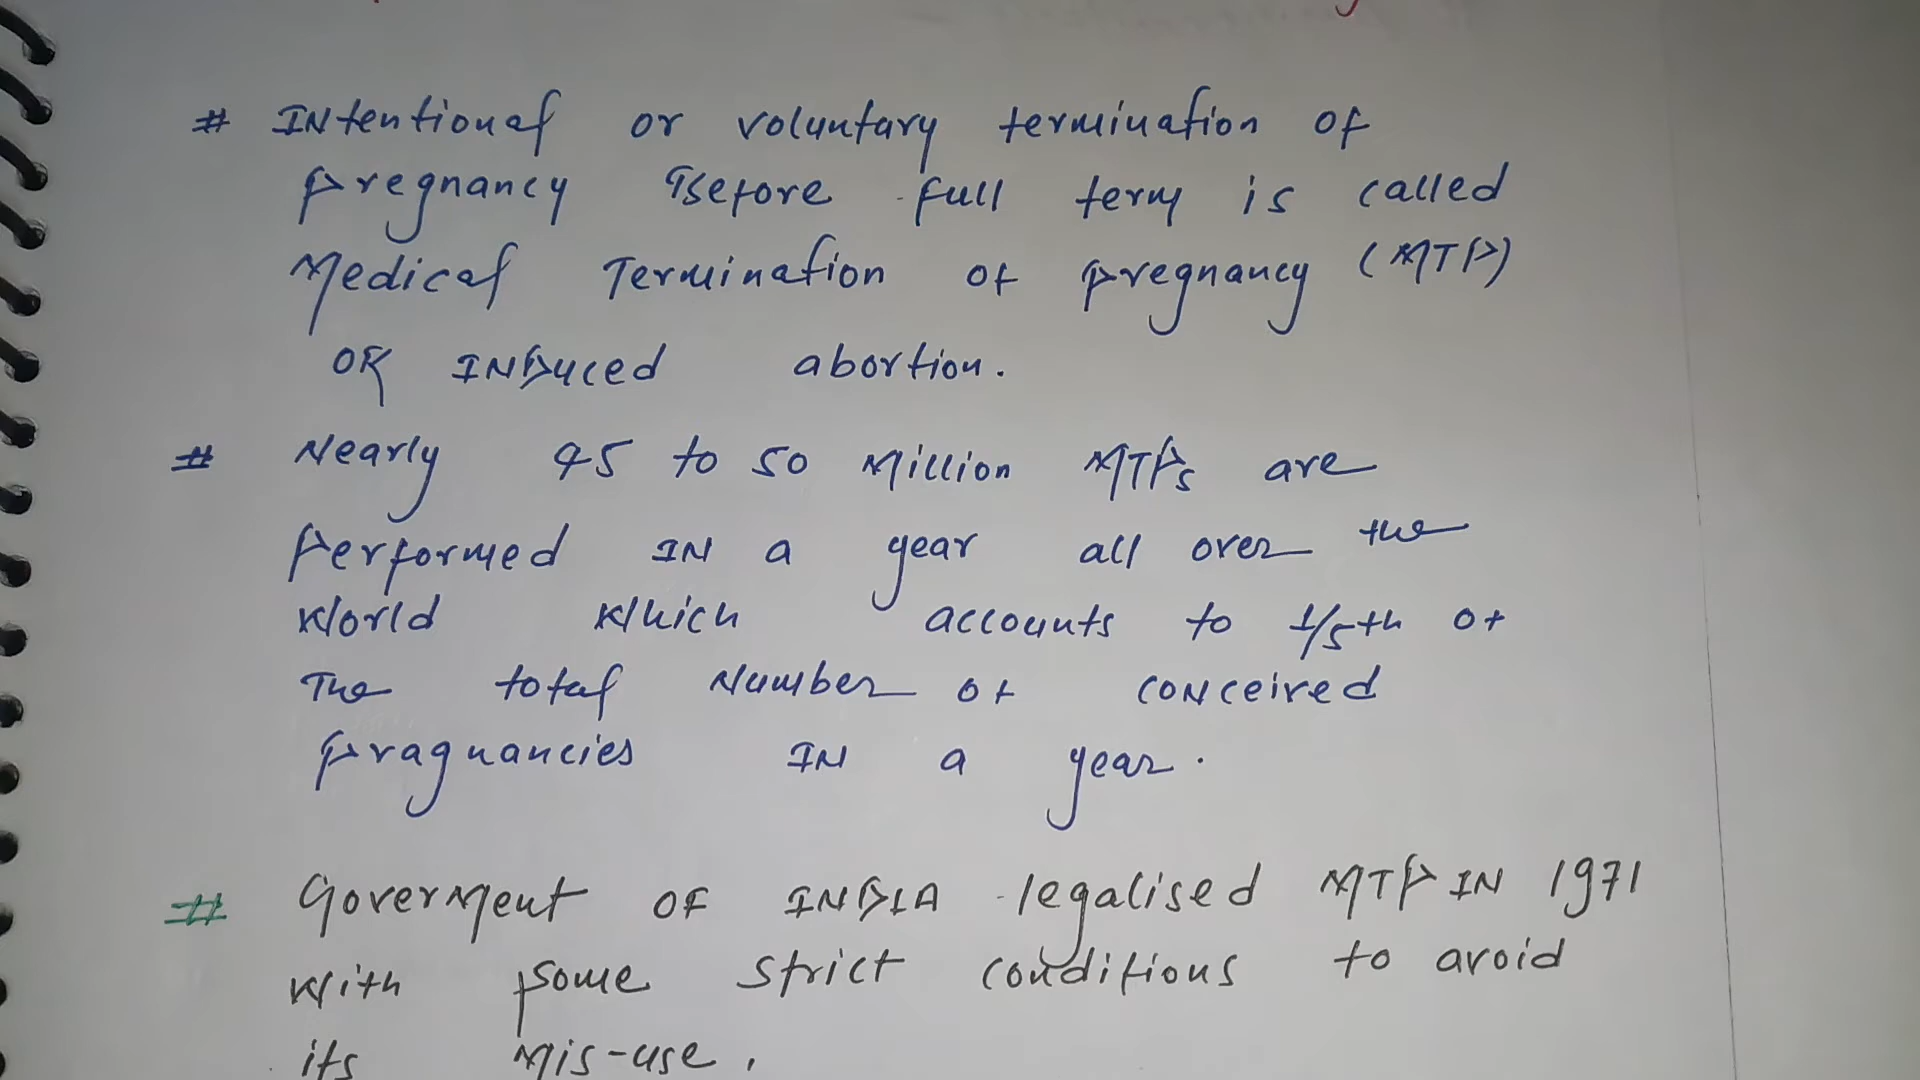 # Intentional or voluntary termination of
pregnancy Before full term is called
Medical Termination of pregnancy (MTP)
OR INDuced abortion.
# Nearly 45 to 50 Million MTPs are
performed IN a year all over the
World Which accounts to 1/5th of
The total Number of conceived
pragnancies IN a year.
# Goverment OF INDIA legalised MTP IN 1971
With some strict conditions to avoid
its Mis-use.